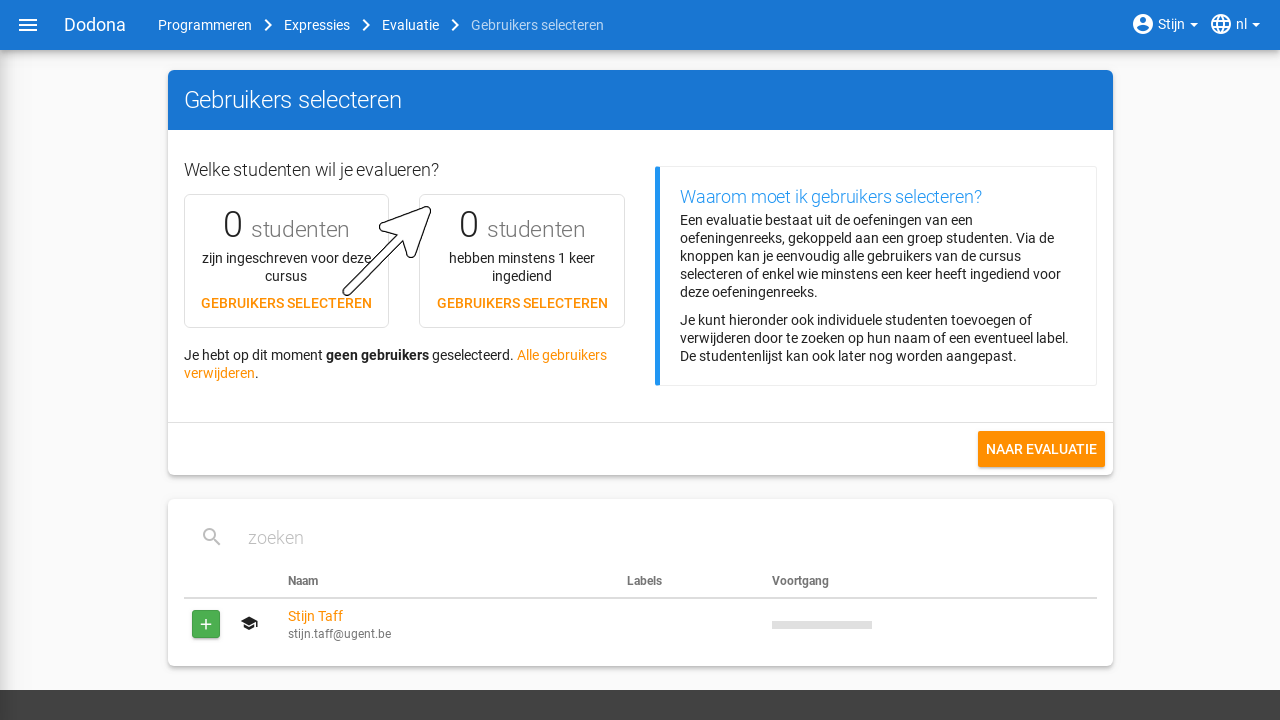 Dodona
Programmeren
Expressies
Evaluatie
Gebruikers selecteren
Stijn
nl
Gebruikers selecteren
Welke studenten wil je evalueren?
0 studenten
zijn ingeschreven voor deze
cursus
GEBRUIKERS SELECTEREN
0 studenten
hebben minstens 1 keer
ingediend
GEBRUIKERS SELECTEREN
Je hebt op dit moment geen gebruikers geselecteerd. Alle gebruikers
verwijderen.
Waarom moet ik gebruikers selecteren?
Een evaluatie bestaat uit de oefeningen van een
oefeningenreeks, gekoppeld aan een groep studenten. Via de
knoppen kan je eenvoudig alle gebruikers van de cursus
selecteren of enkel wie minstens een keer heeft ingediend voor
deze oefeningenreeks.
Je kunt hieronder ook individuele studenten toevoegen of
verwijderen door te zoeken op hun naam of een eventueel label.
De studentenlijst kan ook later nog worden aangepast.
NAAR EVALUATIE
zoeken
Naam
Labels
Voortgang
Stijn Taff
stijn.taff@ugent.be